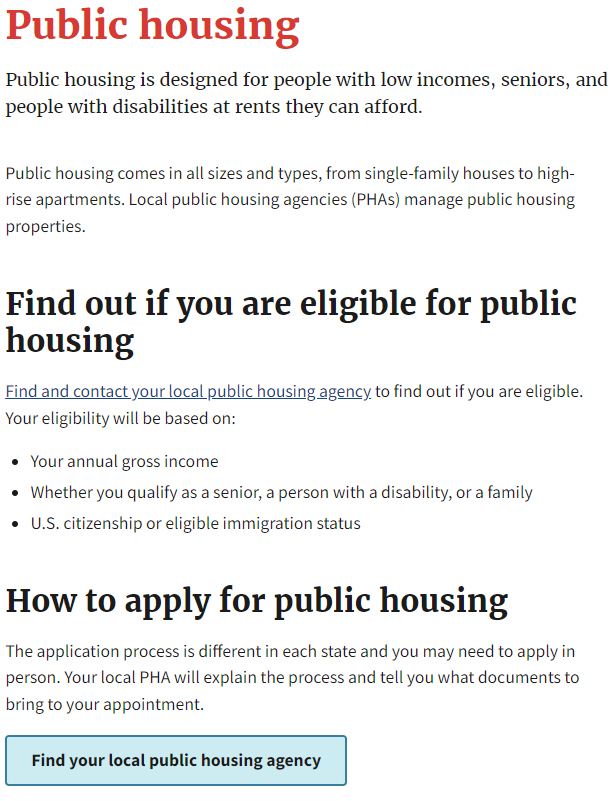 Public housing
Public housing is designed for people with low incomes, seniors, and
people with disabilities at rents they can afford.
Public housing comes in all sizes and types, from single-family houses to high-
rise apartments. Local public housing agencies (PHAs) manage public housing
properties.
Find out if you are eligible for public
housing
Find and contact your local public housing agency to find out if you are eligible.
Your eligibility will be based on:
• Your annual gross income
• Whether you qualify as a senior, a person with a disability, or a family
• U.S. citizenship or eligible immigration status
How to apply for public housing
The application process is different in each state and you may need to apply in
person. Your local PHA will explain the process and tell you what documents to
bring to your appointment.
Find your local public housing agency